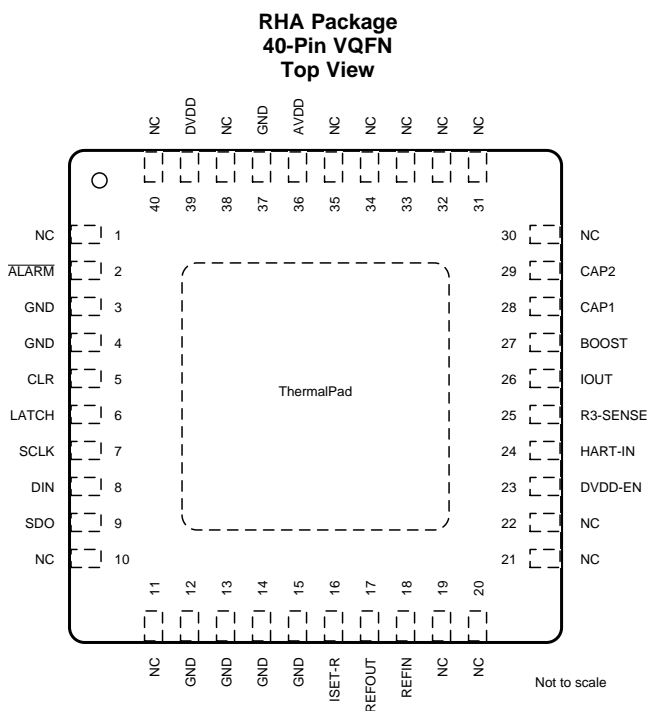 RHA Package
40-Pin VQFN
Top View
NC
DVDD
NC
GND
AVDD
NC
NC
NC
NC
NC
40
39
38
37
36
35
34
33
32
31
NC 1
ALARM 2
GND 3
GND 4
CLR 5
LATCH 6
SCLK 7
DIN 8
SDO 9
NC 10
ThermalPad
30 NC
29 CAP2
28 CAP1
27 BOOST
26 IOUT
25 R3-SENSE
24 HART-IN
23 DVDD-EN
22 NC
21 NC
11
12
13
14
15
16
17
18
19
20
NC
GND
GND
GND
GND
ISET-R
REFOUT
REFIN
NC
NC
Not to scale